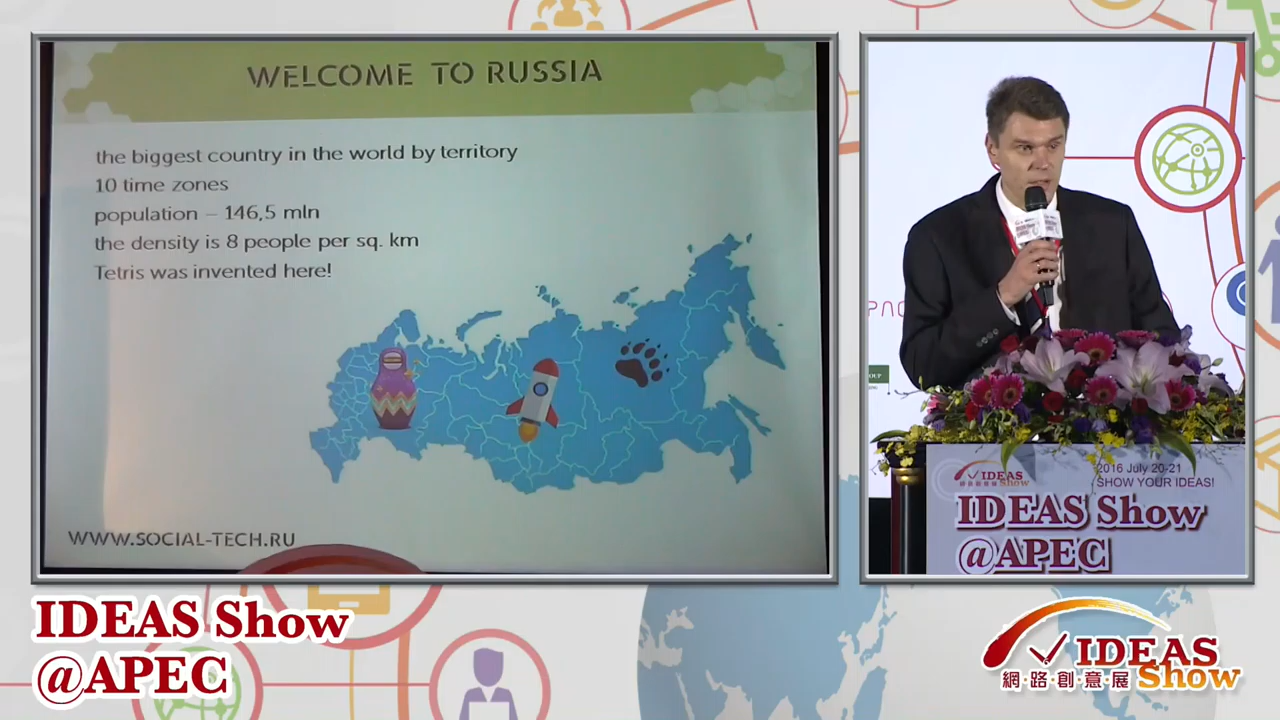 WELCOME TO RUSSIA
the biggest country in the world by territory
10 time zones
population – 146,5 mln
the density is 8 people per sq. km
Tetris was invented here!
WWW.SOCIAL-TECH.RU
IDEAS
Show
2016 July 20-21
SHOW YOUR IDEAS!
IDEAS Show
@APEC
IDEAS Show
@APEC
IDEAS
網·路·創·意·展 Show